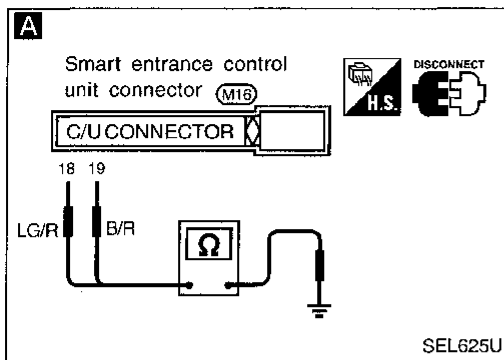 A
Smart entrance control
unit connector M16
DISCONNECT
H.S.
C/U CONNECTOR
18 19
LG/R B/R
Ω
SEL625U